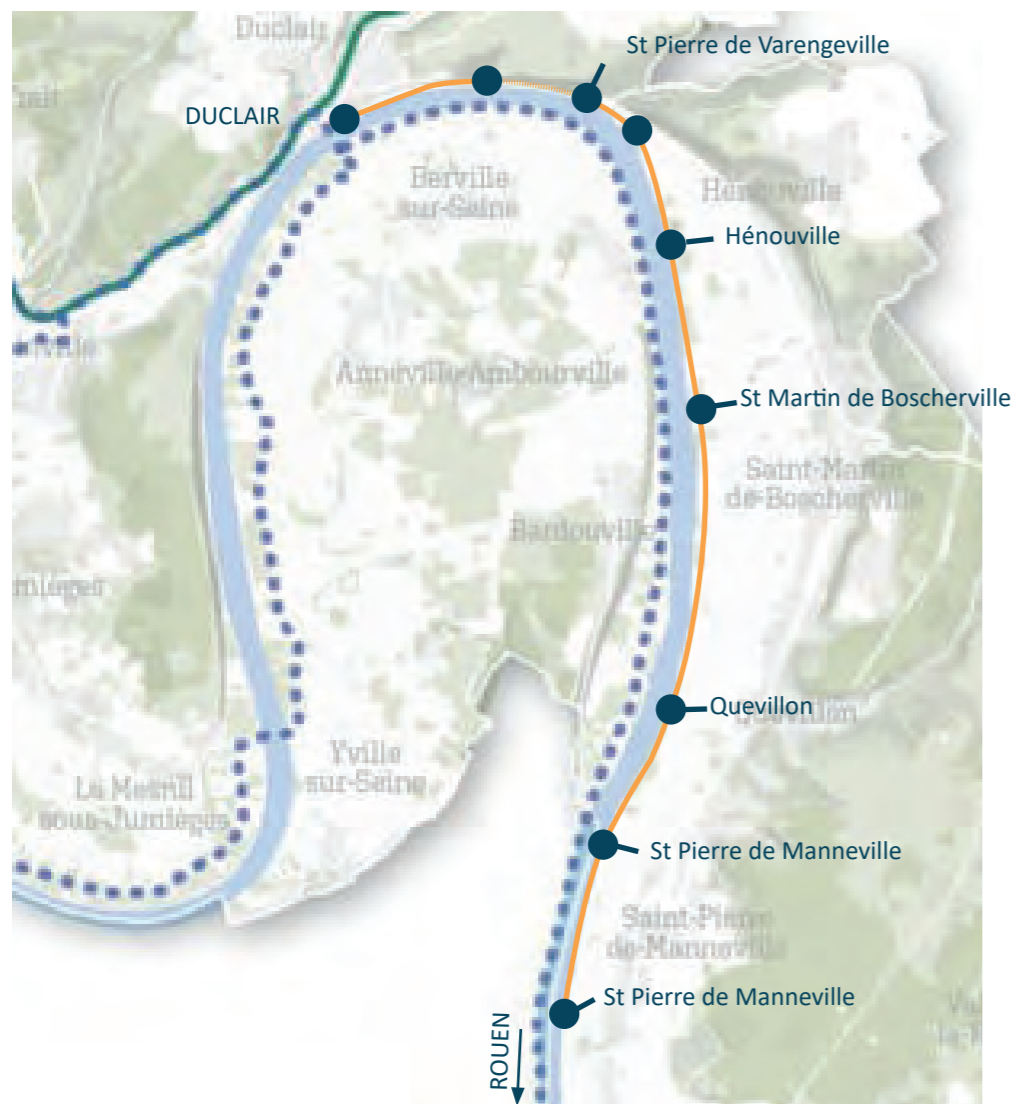 Duclair
St Pierre de Varengeville
DUCLAIR
Berville
sur-Seine
Hénouville
Hénouville
Anneville-Ambourville
St Martin de Boscherville
Saint-Martin
de-Boscherville
Bardouville
Quevillon
Quevillon
Yville
sur-Seine
Le Mesnil
sous-Jumièges
St Pierre de Manneville
Saint-Pierre
de-Manneville
St Pierre de Manneville
ROUEN